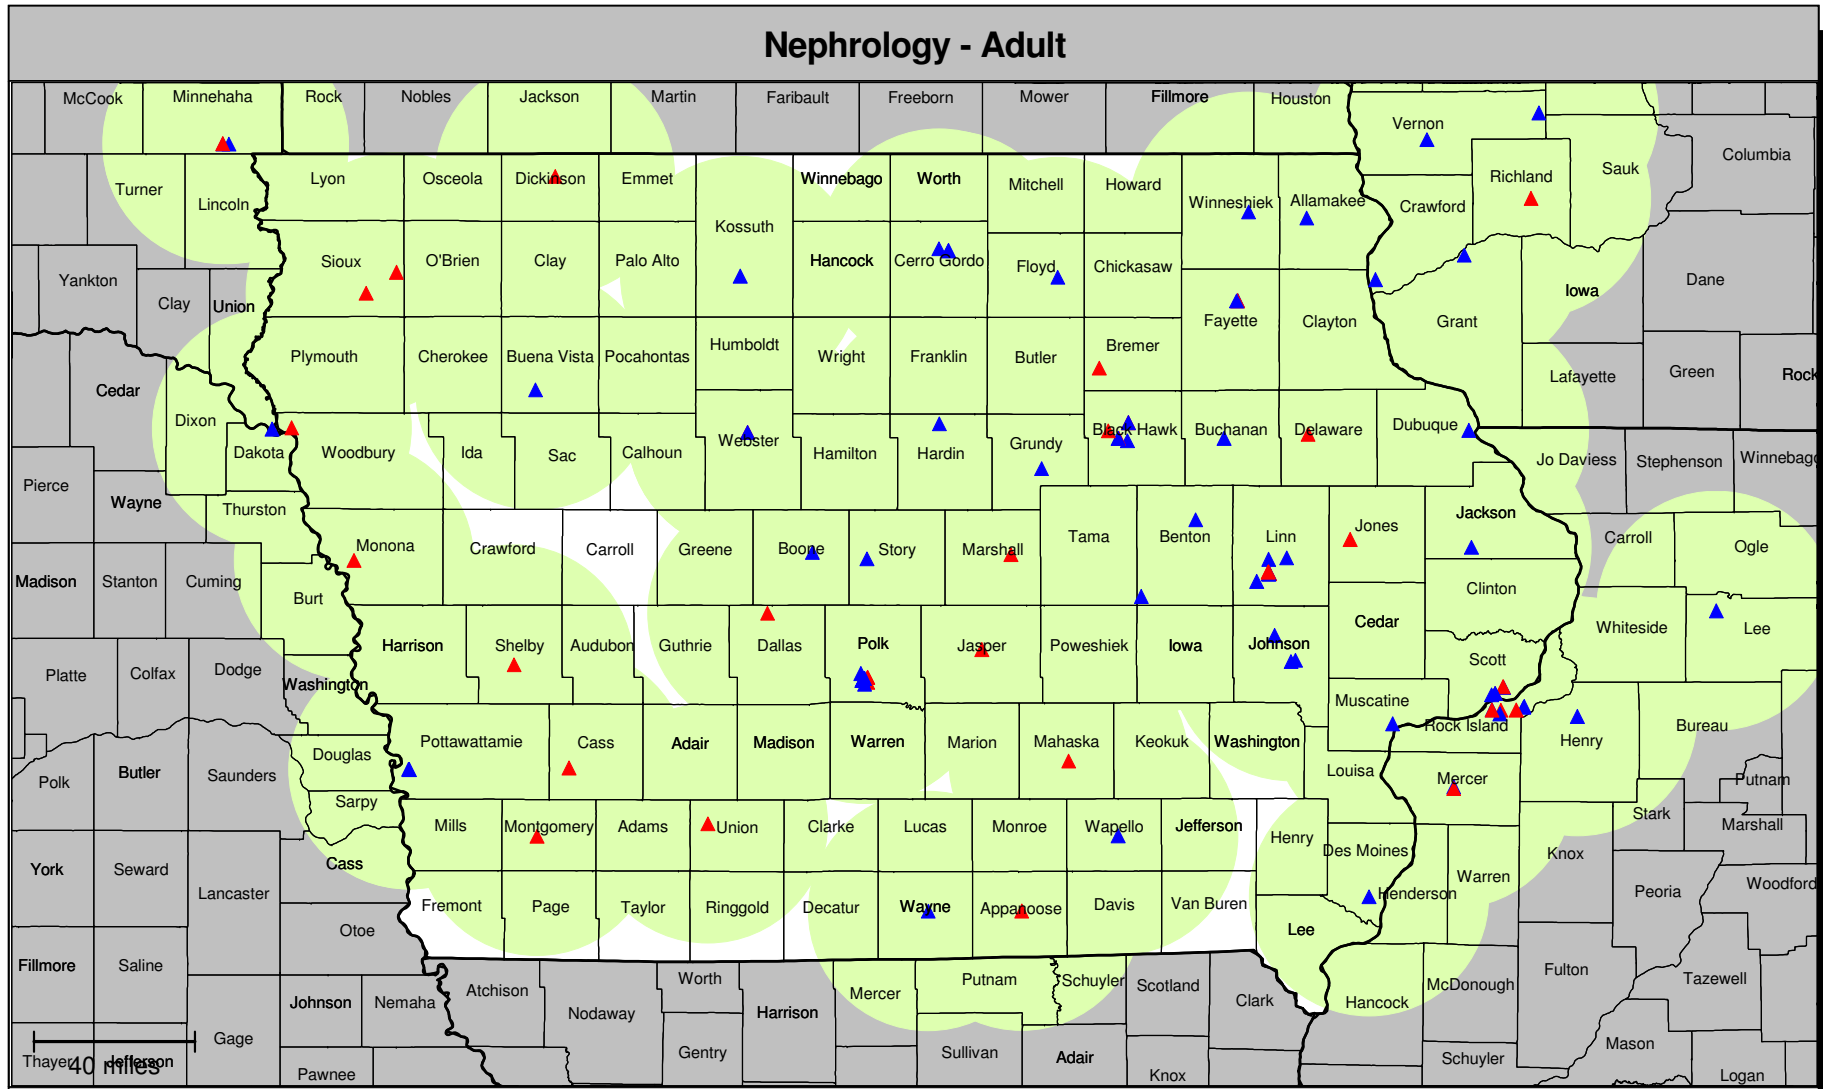 Nephrology - Adult
McCook Minnehaha Rock Nobles Jackson Martin Faribault Freeborn Mower Fillmore Houston
Vernon
Columbia
Sauk
Richland
Turner Lincoln Lyon Osceola Dickinson Emmet Winnebago Worth Mitchell Howard
Winneshiek Allamakee Crawford
Kossuth
Yankton Clay Union Sioux O'Brien Clay Palo Alto Hancock Cerro Gordo Floyd Chickasaw
Iowa Dane
Fayette Clayton Grant
Cedar Plymouth Cherokee Buena Vista Pocahontas Humboldt Wright Franklin Butler Bremer
Lafayette Green Rock
Dixon
Dakota Woodbury Ida Sac Calhoun Webster Hamilton Hardin Grundy Black Hawk Buchanan Delaware Dubuque
Jo Daviess Stephenson Winnebago
Pierce Wayne Thurston
Monona Crawford Carroll Greene Boone Story Marshall Tama Benton Linn Jones Jackson
Carroll Ogle
Madison Stanton Cuming Burt
Clinton
Harrison Shelby Audubon Guthrie Dallas Polk Jasper Poweshiek Iowa Johnson Cedar
Whiteside Lee
Scott
Platte Colfax Dodge Washington
Muscatine Rock Island
Henry Bureau
Douglas Pottawattamie Cass Adair Madison Warren Marion Mahaska Keokuk Washington
Louisa Mercer Putnam
Polk Butler Saunders
Sarpy Mills Montgomery Adams Union Clarke Lucas Monroe Wapello Jefferson Henry
Stark Marshall
Des Moines
Knox
York Seward Lancaster Cass
Warren
Peoria Woodford
Henderson
Fremont Page Taylor Ringgold Decatur Wayne Appanoose Davis Van Buren
Lee
Otoe
Fillmore Saline
Fulton Tazewell
Johnson Nemaha Atchison Nodaway Worth Harrison Mercer Putnam Schuyler Scotland Clark Hancock McDonough
Gage
Gentry Sullivan Adair
Mason
Schuyler
Thayer Jefferson
40 miles
Pawnee
Knox
Logan